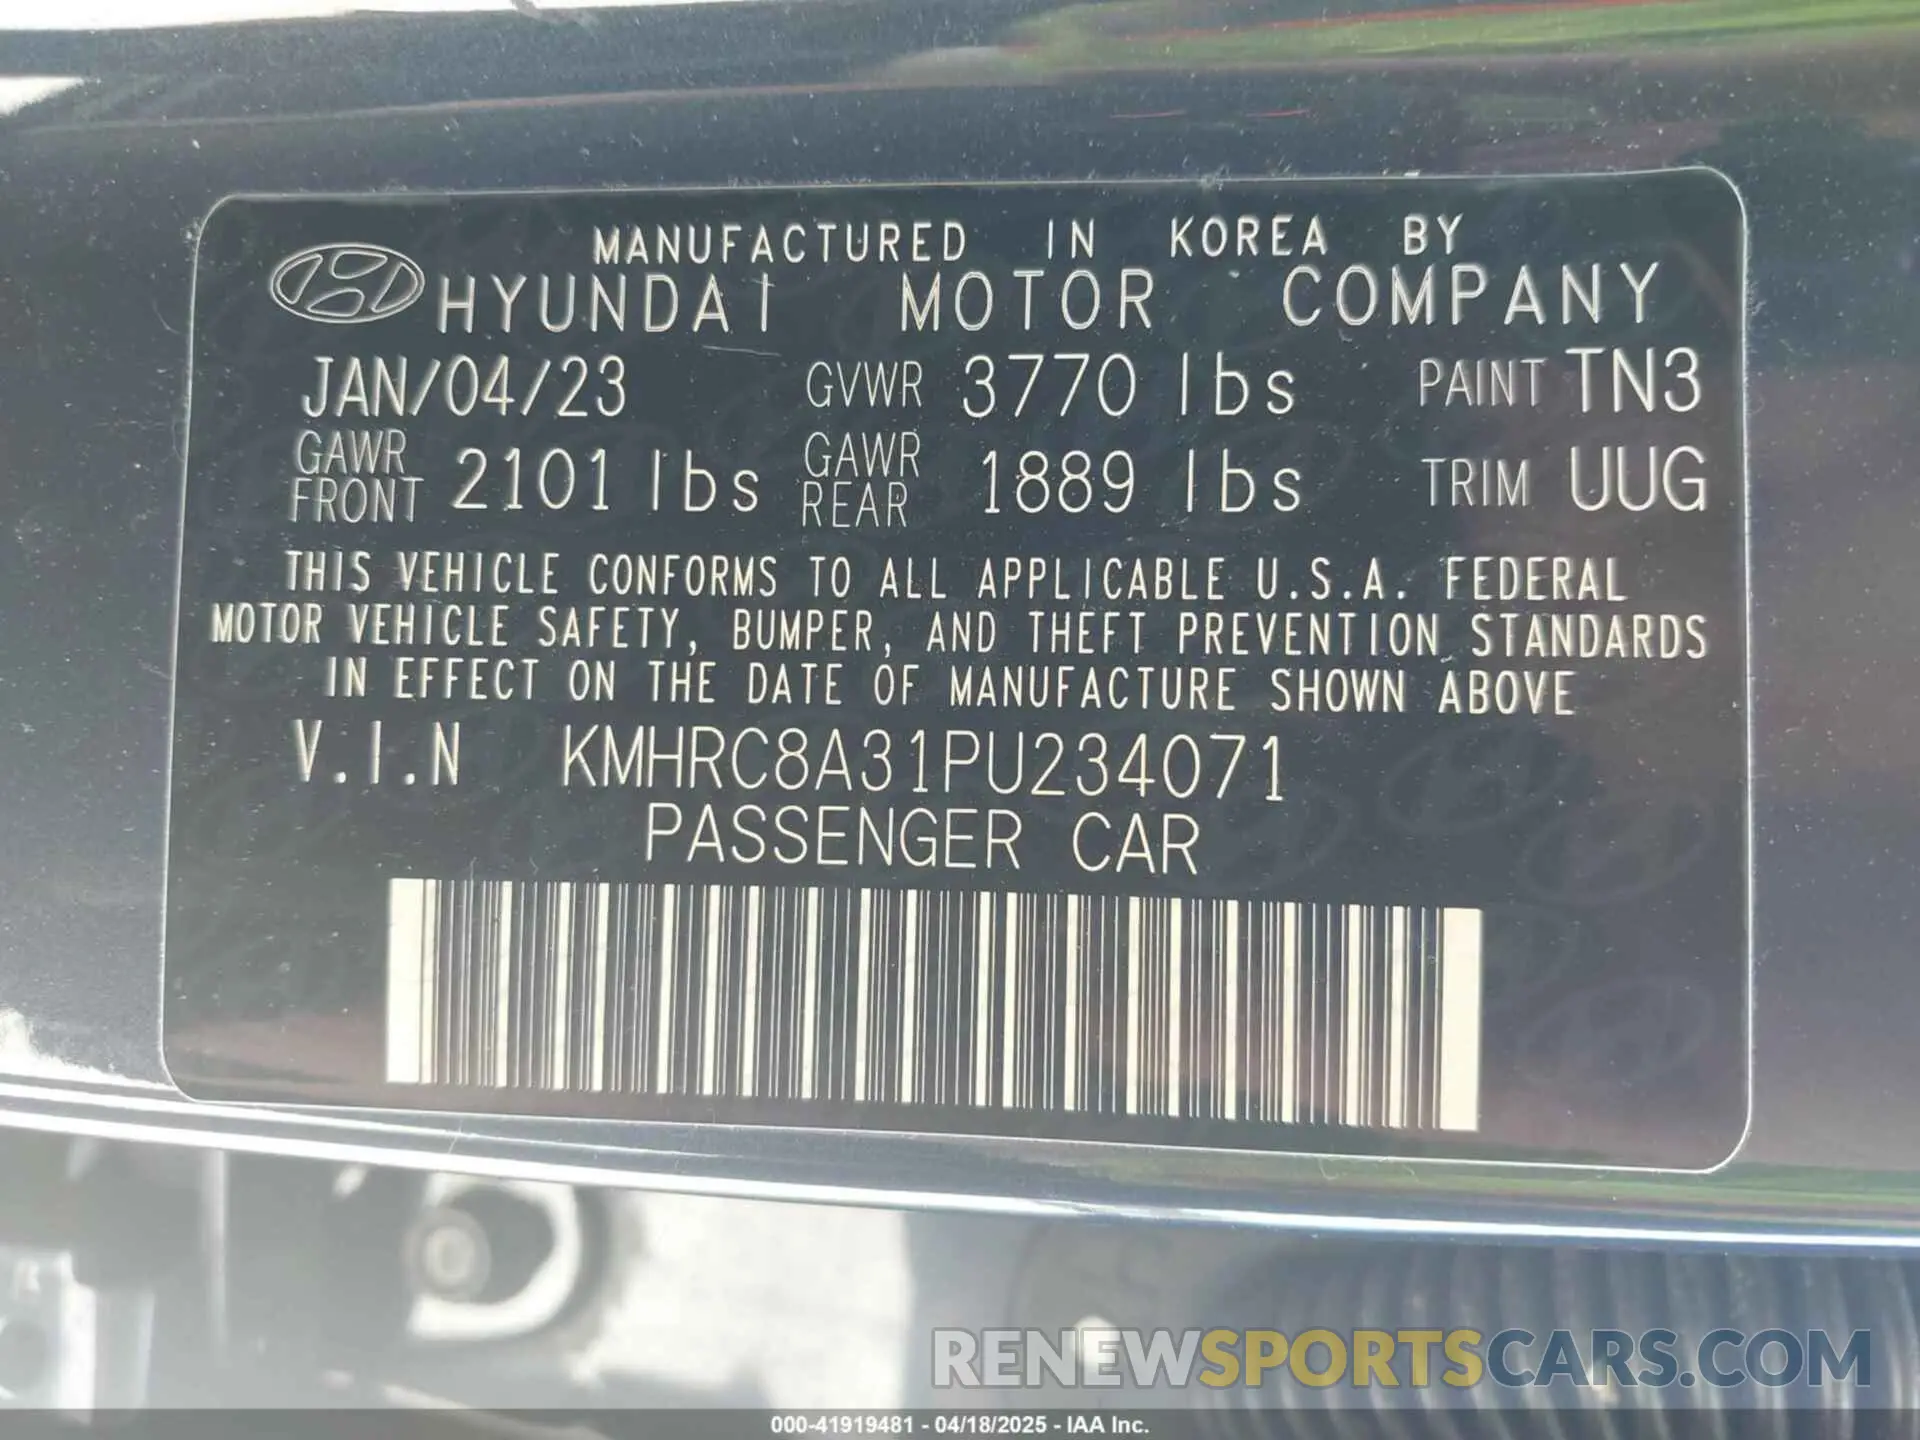 MANUFACTURED IN KOREA BY
HYUNDAI MOTOR COMPANY
JAN/04/23 GVWR 3770 lbs PAINT TN3
GAWR FRONT 2101 lbs GAWR REAR 1889 lbs TRIM UUG
THIS VEHICLE CONFORMS TO ALL APPLICABLE U.S.A. FEDERAL
MOTOR VEHICLE SAFETY, BUMPER, AND THEFT PREVENTION STANDARDS
IN EFFECT ON THE DATE OF MANUFACTURE SHOWN ABOVE
V.I.N KMHRC8A31PU234071
PASSENGER CAR
RENEWSPORTSCARS.COM
000-41919481 - 04/18/2025 - IAA Inc.